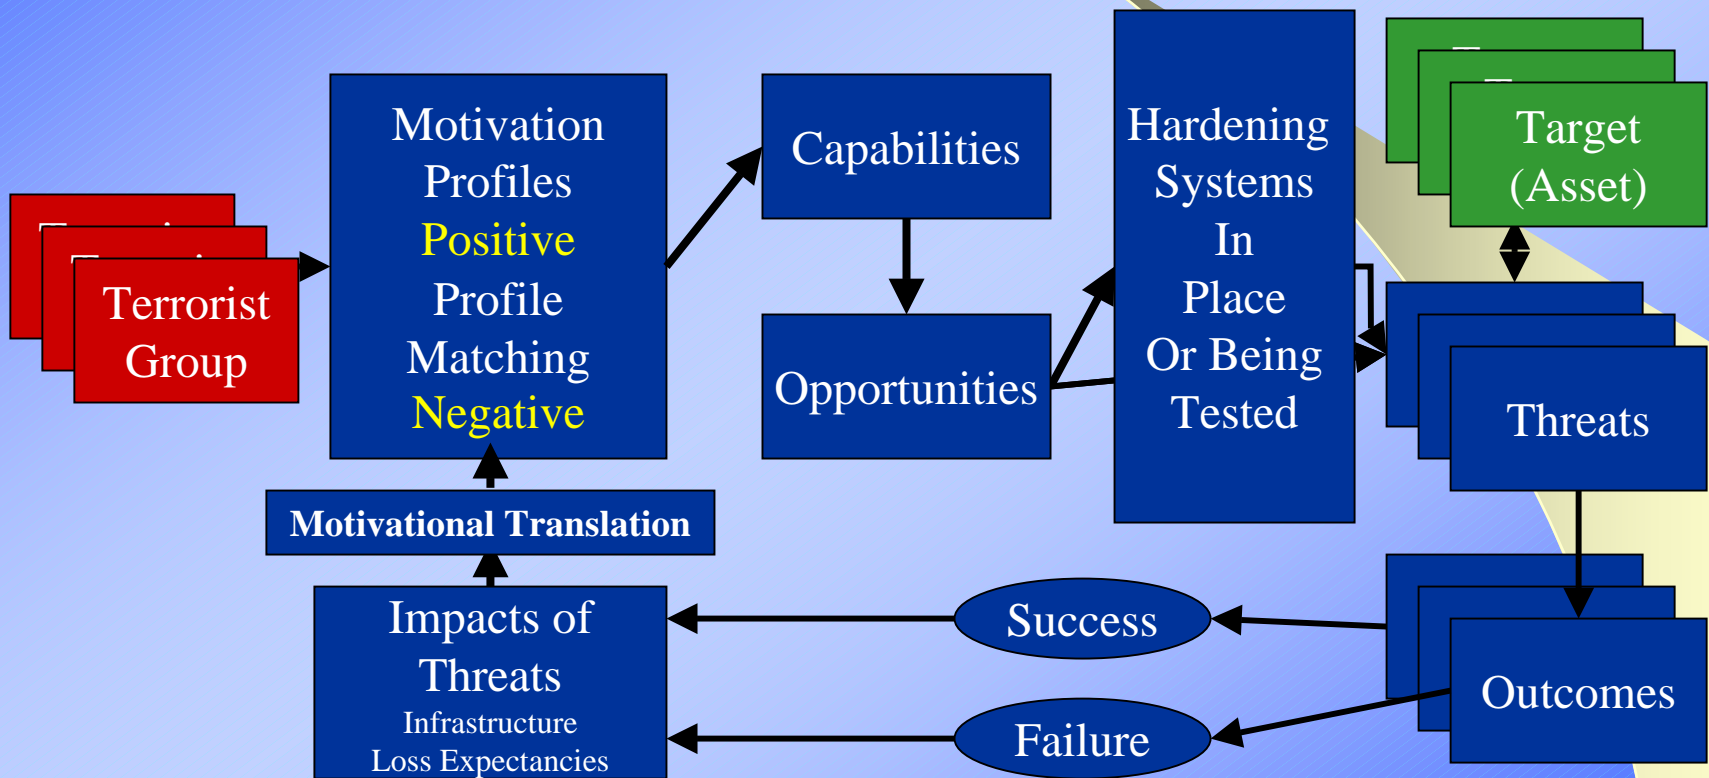 Terrorist
Group
Motivation
Profiles
Positive
Profile
Matching
Negative
Capabilities
Opportunities
Hardening
Systems
In
Place
Or Being
Tested
Target
(Asset)
Threats
Motivational Translation
Impacts of
Threats
Infrastructure
Loss Expectancies
Success
Failure
Outcomes